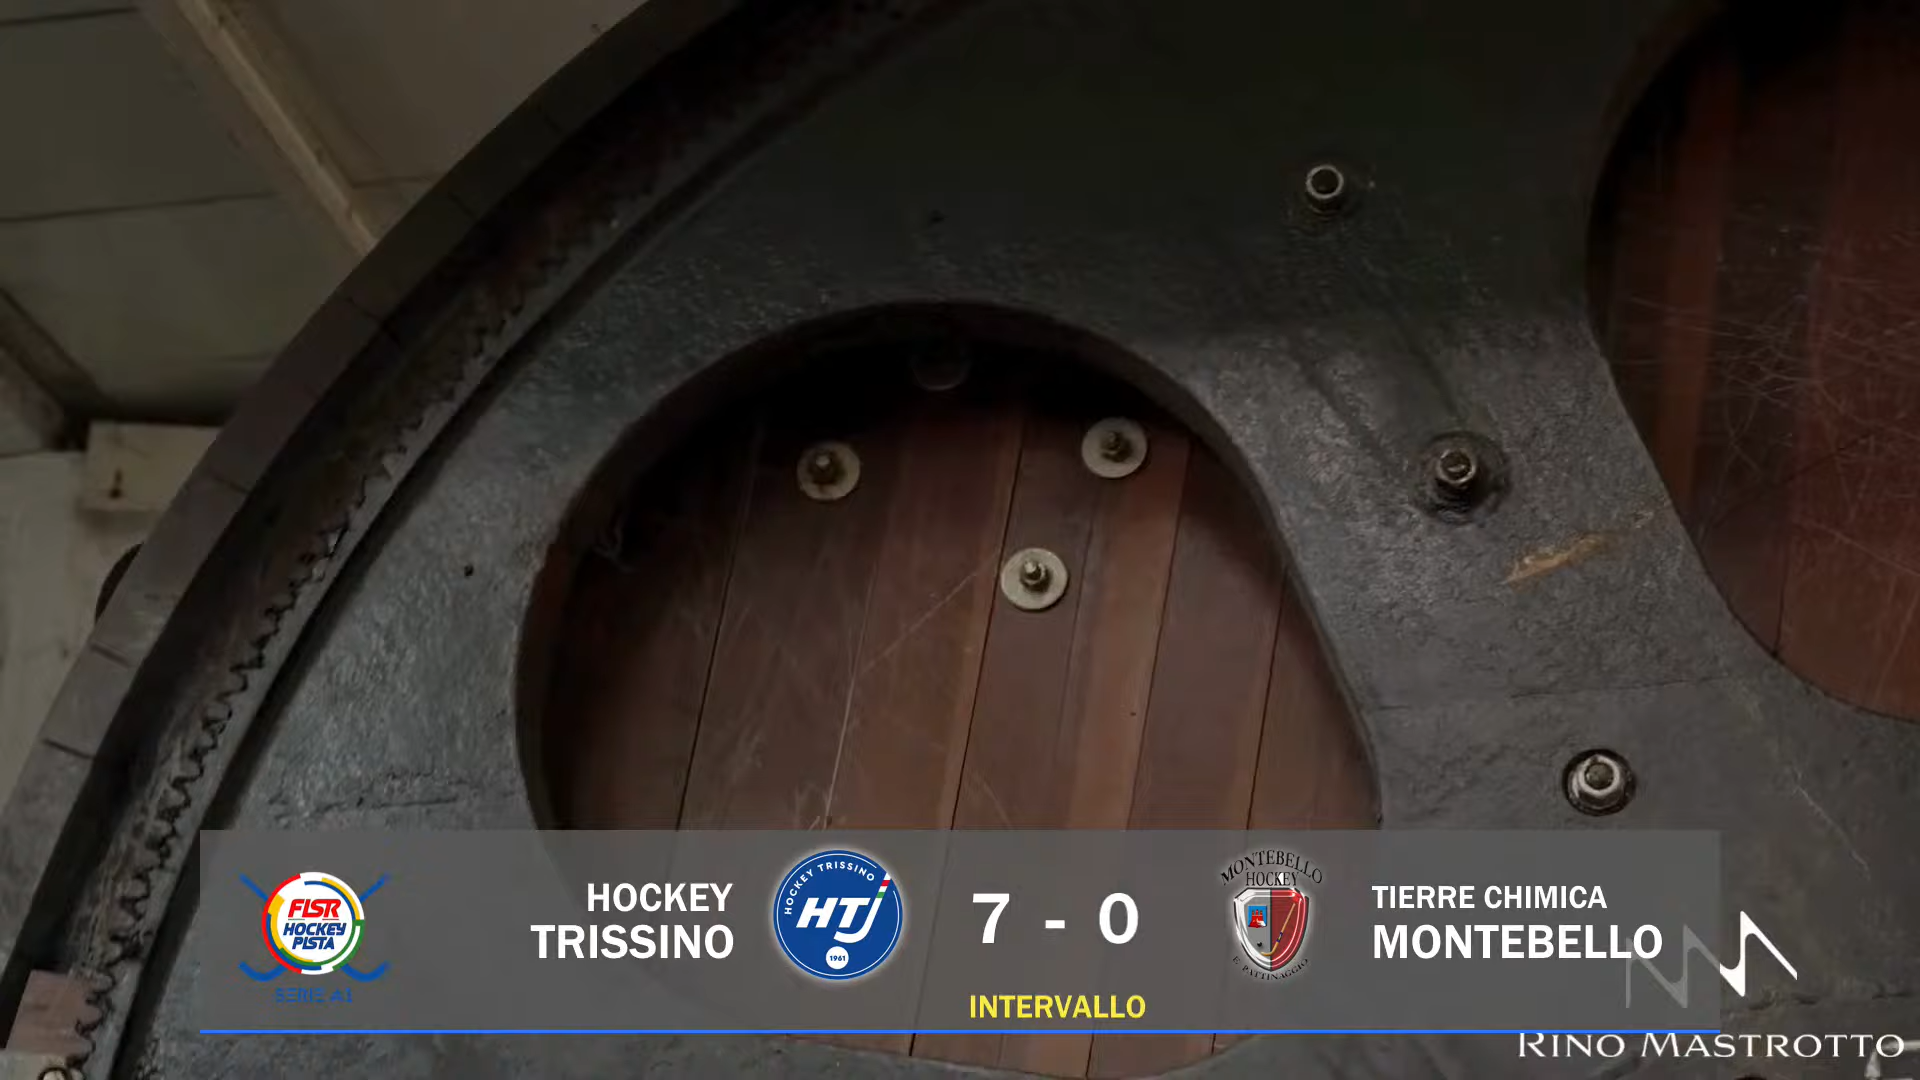 FISR
HOCKEY
PISTA
SERIE A1
HOCKEY
TRISSINO
HOCKEY TRISSINO
HTJ
1961
7 - 0
INTERVALLO
MONTEBELLO
HOCKEY
E PATTINAGGIO
TIERRE CHIMICA
MONTEBELLO
RINO MASTROTTO